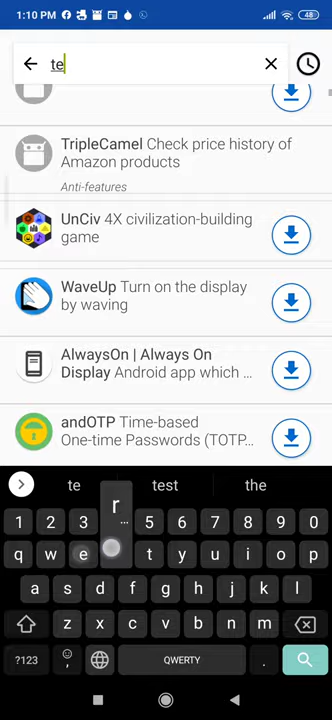 1:10 PM
48
te
TripleCamel Check price history of
Amazon products
Anti-features
UnCiv 4X civilization-building
game
WaveUp Turn on the display
by waving
AlwaysOn | Always On
Display Android app which ...
andOTP Time-based
One-time Passwords (TOTP...
te test the
r
...
1 2 3 5 6 7 8 9 0
q w e t y u i o p
a s d f g h j k l
z x c v b n m
?123 , QWERTY .